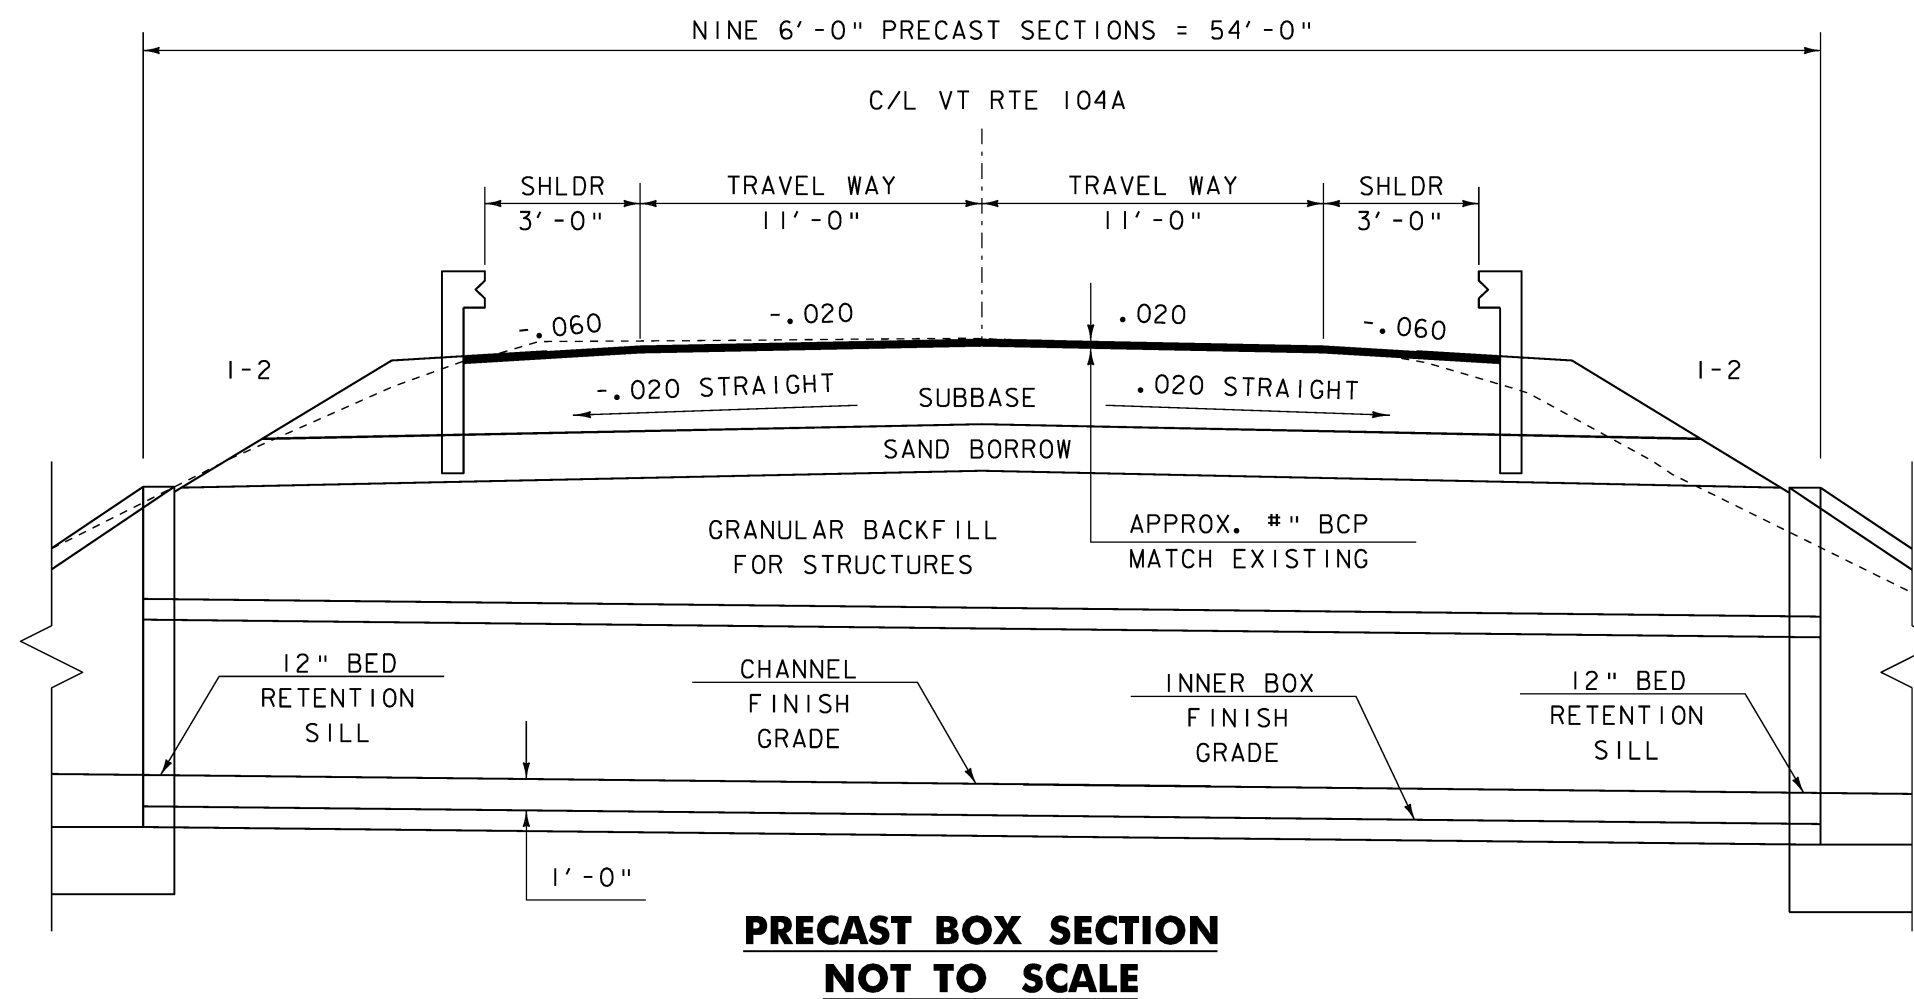 NINE 6'-0" PRECAST SECTIONS = 54'-0"
C/L VT RTE 104A
SHLDR TRAVEL WAY TRAVEL WAY SHLDR
3'-0" 11'-0" 11'-0" 3'-0"
-.060 -.020 .020 -.060
1-2 1-2
-.020 STRAIGHT .020 STRAIGHT
SUBBASE
SAND BORROW
GRANULAR BACKFILL
FOR STRUCTURES
APPROX. #" BCP
MATCH EXISTING
12" BED
RETENTION
SILL
CHANNEL
FINISH
GRADE
INNER BOX
FINISH
GRADE
12" BED
RETENTION
SILL
1'-0"
PRECAST BOX SECTION
NOT TO SCALE